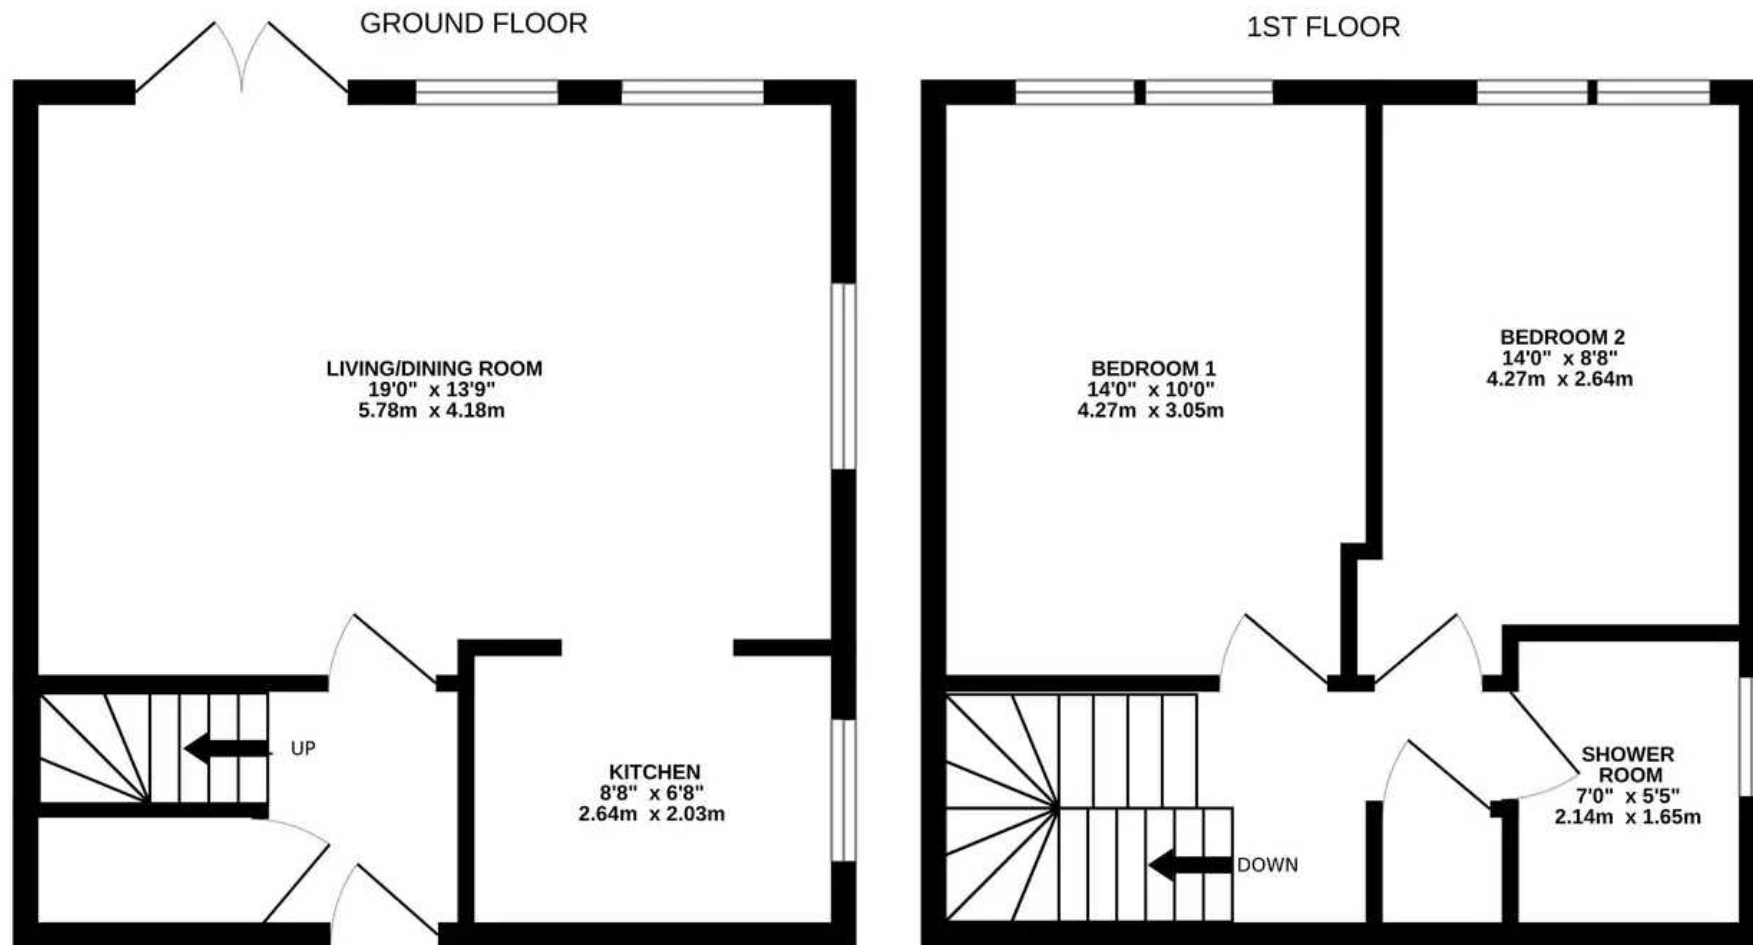 GROUND FLOOR
LIVING/DINING ROOM
19'0" x 13'9"
5.78m x 4.18m
UP
KITCHEN
8'8" x 6'8"
2.64m x 2.03m
1ST FLOOR
BEDROOM 1
14'0" x 10'0"
4.27m x 3.05m
BEDROOM 2
14'0" x 8'8"
4.27m x 2.64m
SHOWER
ROOM
7'0" x 5'5"
2.14m x 1.65m
DOWN